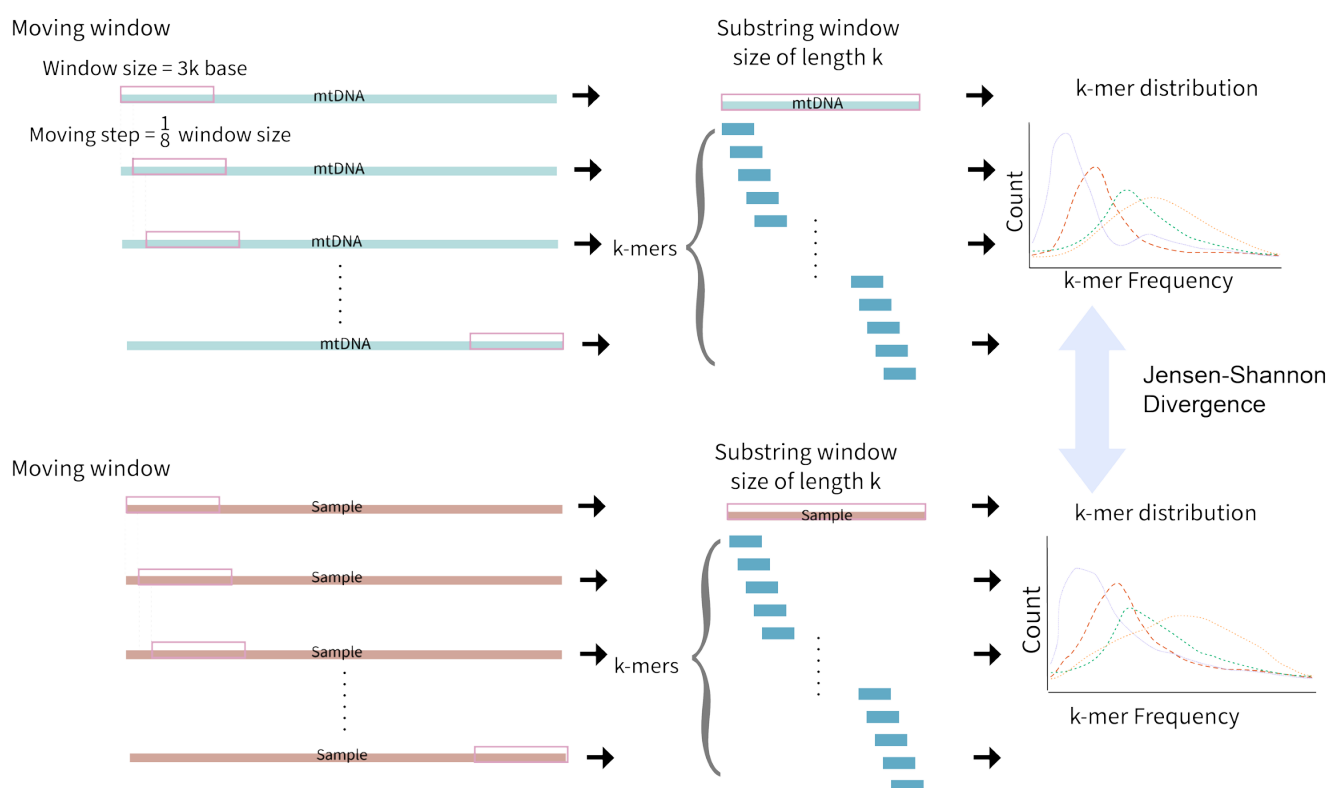 Moving window
Window size = 3k base
mtDNA
Moving step = 1/8 window size
mtDNA
mtDNA
mtDNA
Substring window
size of length k
mtDNA
k-mers
k-mer distribution
Count
k-mer Frequency
Jensen-Shannon
Divergence
Moving window
Sample
Sample
Sample
Sample
Substring window
size of length k
Sample
k-mers
k-mer distribution
Count
k-mer Frequency